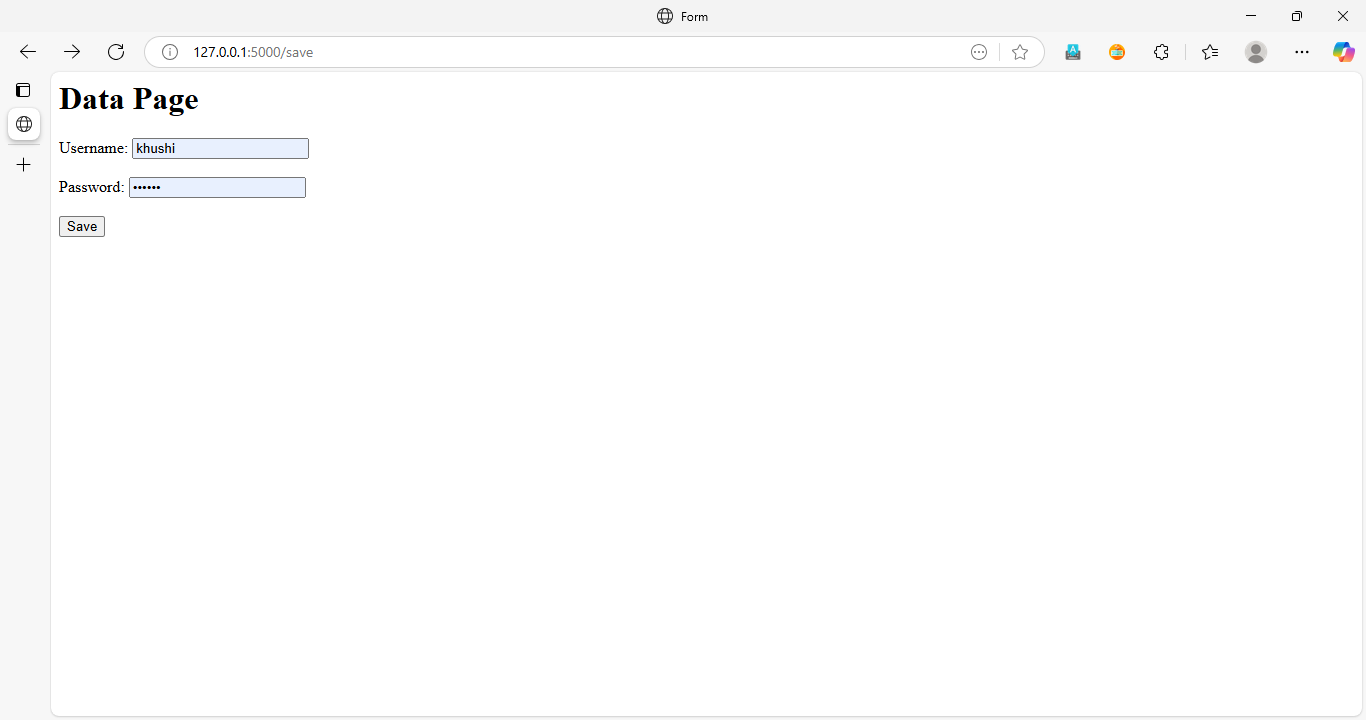 Form
127.0.0.1:5000/save
Data Page
Username: khushi
Password: ••••••
Save